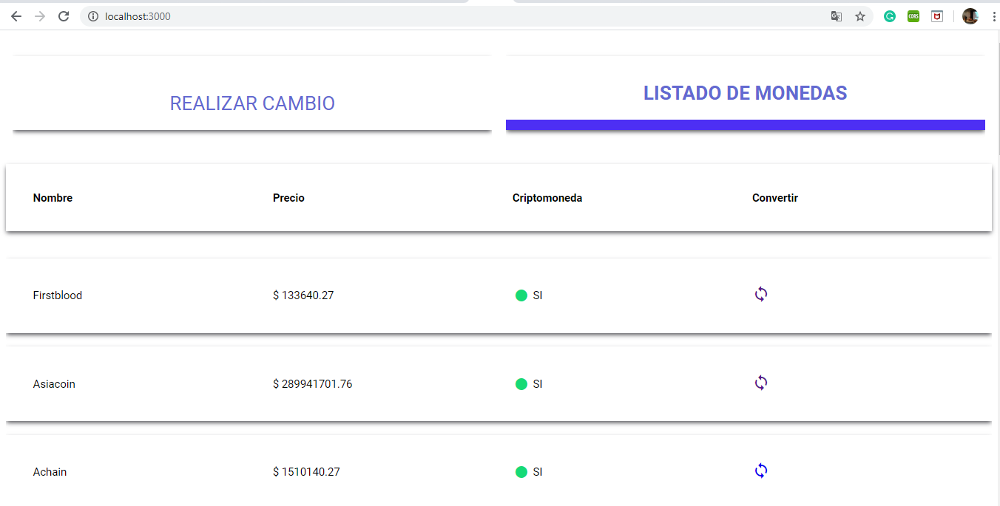 localhost:3000
CORS
REALIZAR CAMBIO
LISTADO DE MONEDAS
Nombre Precio Criptomoneda Convertir
Firstblood $ 133640.27 SI
Asiacoin $ 289941701.76 SI
Achain $ 1510140.27 SI